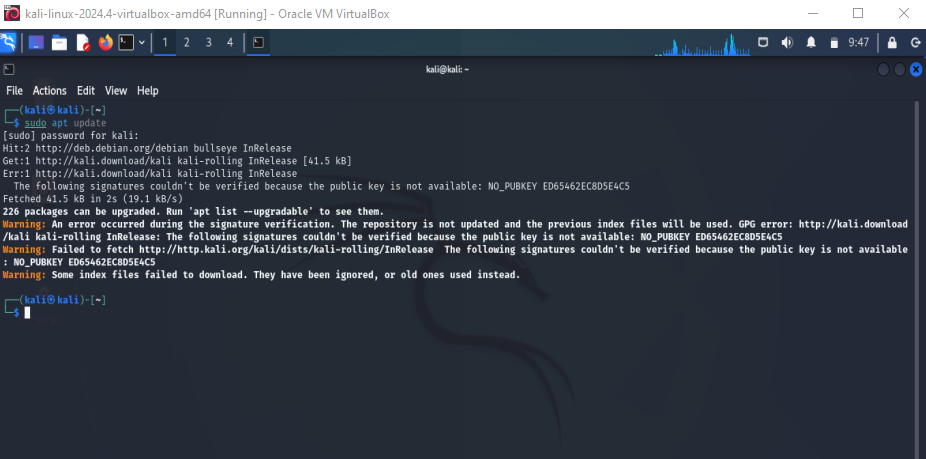 kali-linux-2024.4-virtualbox-amd64 [Running] - Oracle VM VirtualBox
1 2 3 4 9:47
kali@kali: ~
File Actions Edit View Help
┌──(kali㉿kali)-[~]
└─$ sudo apt update
[sudo] password for kali:
Hit:2 http://deb.debian.org/debian bullseye InRelease
Get:1 http://kali.download/kali kali-rolling InRelease [41.5 kB]
Err:1 http://kali.download/kali kali-rolling InRelease
  The following signatures couldn't be verified because the public key is not available: NO_PUBKEY ED65462EC8D5E4C5
Fetched 41.5 kB in 2s (19.1 kB/s)
226 packages can be upgraded. Run 'apt list --upgradable' to see them.
Warning: An error occurred during the signature verification. The repository is not updated and the previous index files will be used. GPG error: http://kali.download
/kali kali-rolling InRelease: The following signatures couldn't be verified because the public key is not available: NO_PUBKEY ED65462EC8D5E4C5
Warning: Failed to fetch http://http.kali.org/kali/dists/kali-rolling/InRelease  The following signatures couldn't be verified because the public key is not available
: NO_PUBKEY ED65462EC8D5E4C5
Warning: Some index files failed to download. They have been ignored, or old ones used instead.
┌──(kali㉿kali)-[~]
└─$